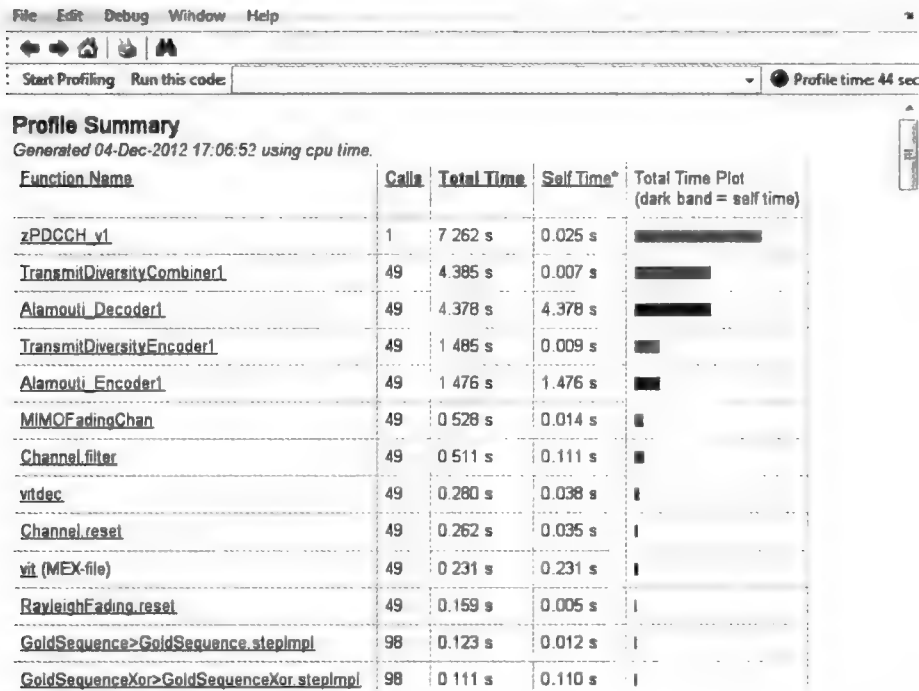 File Edit Debug Window Help
Start Profiling Run this code: Profile time: 44 sec
Profile Summary
Generated 04-Dec-2012 17:06:52 using cpu time.
Function Name Calls Total Time Self Time* Total Time Plot
(dark band = self time)
zPDCCH_v1 1 7 262 s 0.025 s
TransmitDiversityCombiner1 49 4.385 s 0.007 s
Alamouti_Decoder1 49 4.378 s 4.378 s
TransmitDiversityEncoder1 49 1 485 s 0.009 s
Alamouti_Encoder1 49 1 476 s 1.476 s
MIMOFadingChan 49 0 528 s 0.014 s
Channel.filter 49 0 511 s 0.111 s
vitdec 49 0.280 s 0.038 s
Channel.reset 49 0.262 s 0.035 s
vit (MEX-file) 49 0 231 s 0.231 s
RayleighFading.reset 49 0.159 s 0.005 s
GoldSequence>GoldSequence.stepImpl 98 0.123 s 0.012 s
GoldSequenceXor>GoldSequenceXor.stepImpl 98 0 111 s 0.110 s